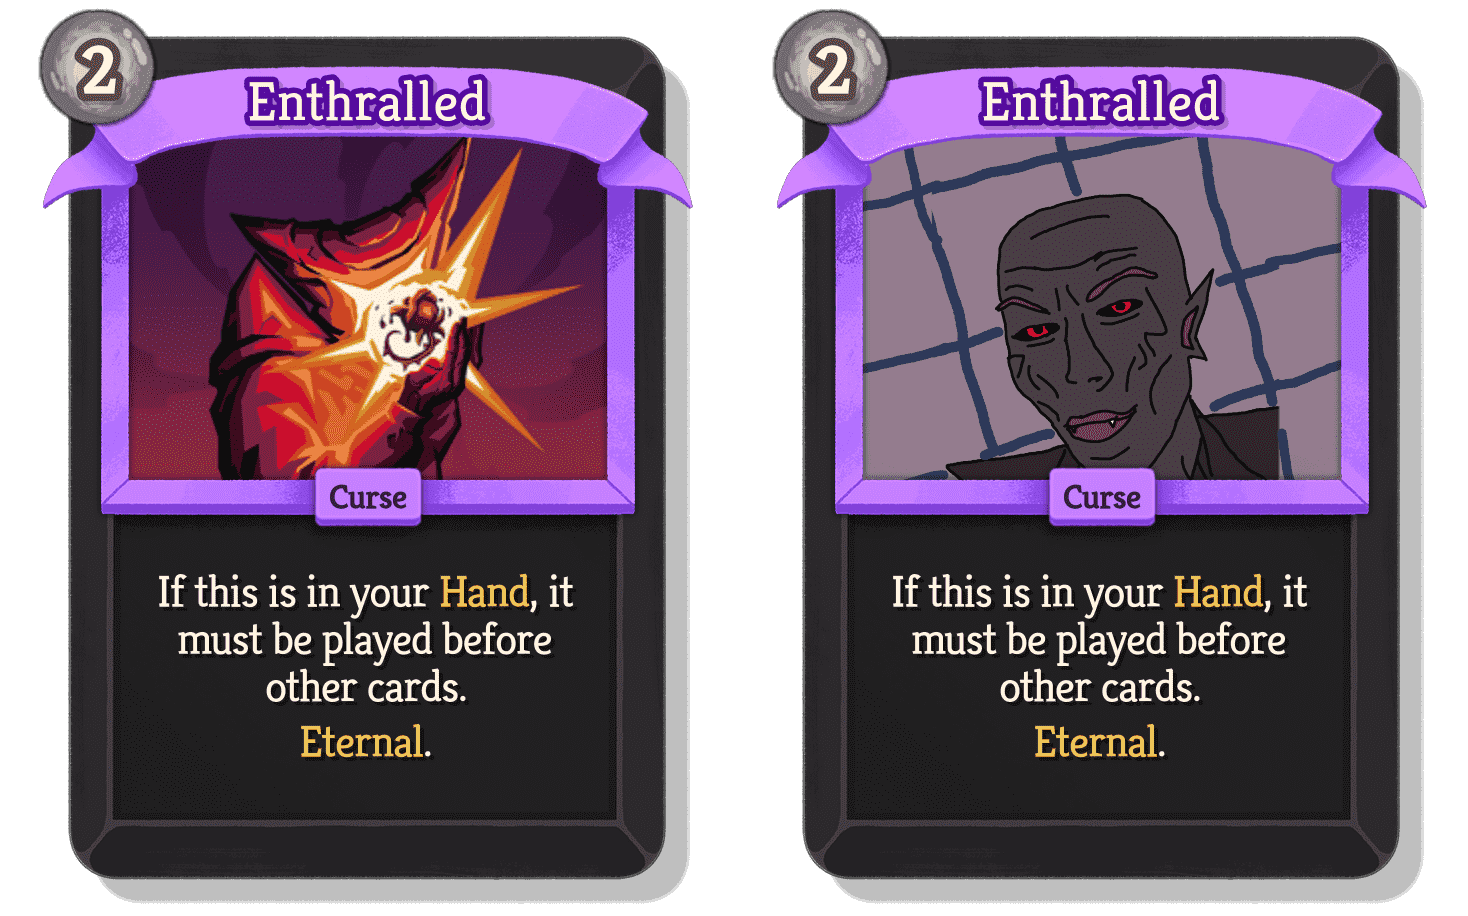 2
Enthralled
Curse
If this is in your Hand, it
must be played before
other cards.
Eternal.
2
Enthralled
Curse
If this is in your Hand, it
must be played before
other cards.
Eternal.